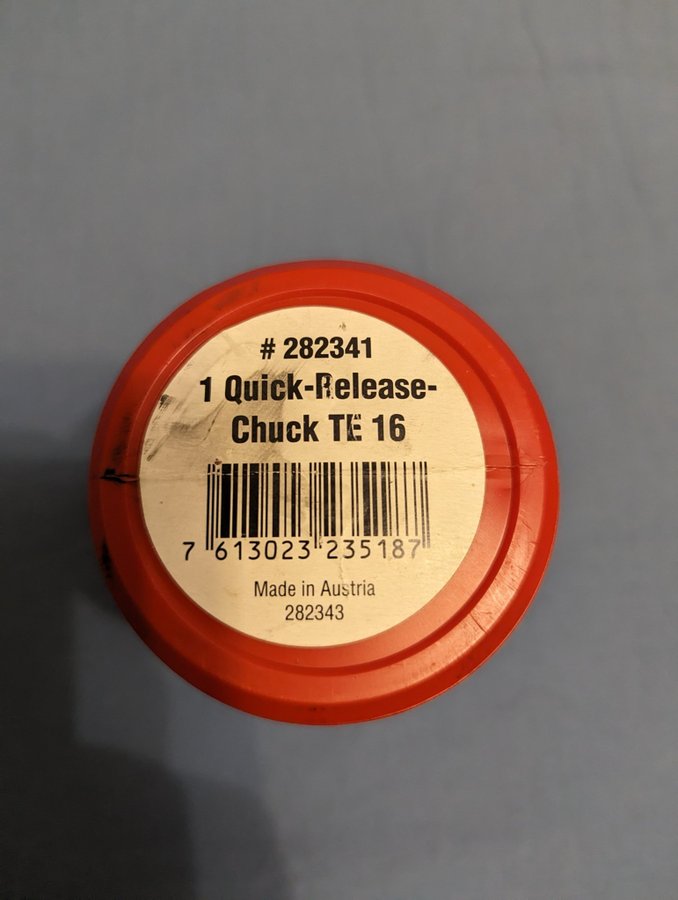 # 282341
1 Quick-Release-
Chuck TE 16
7 613023 235187
Made in Austria
282343